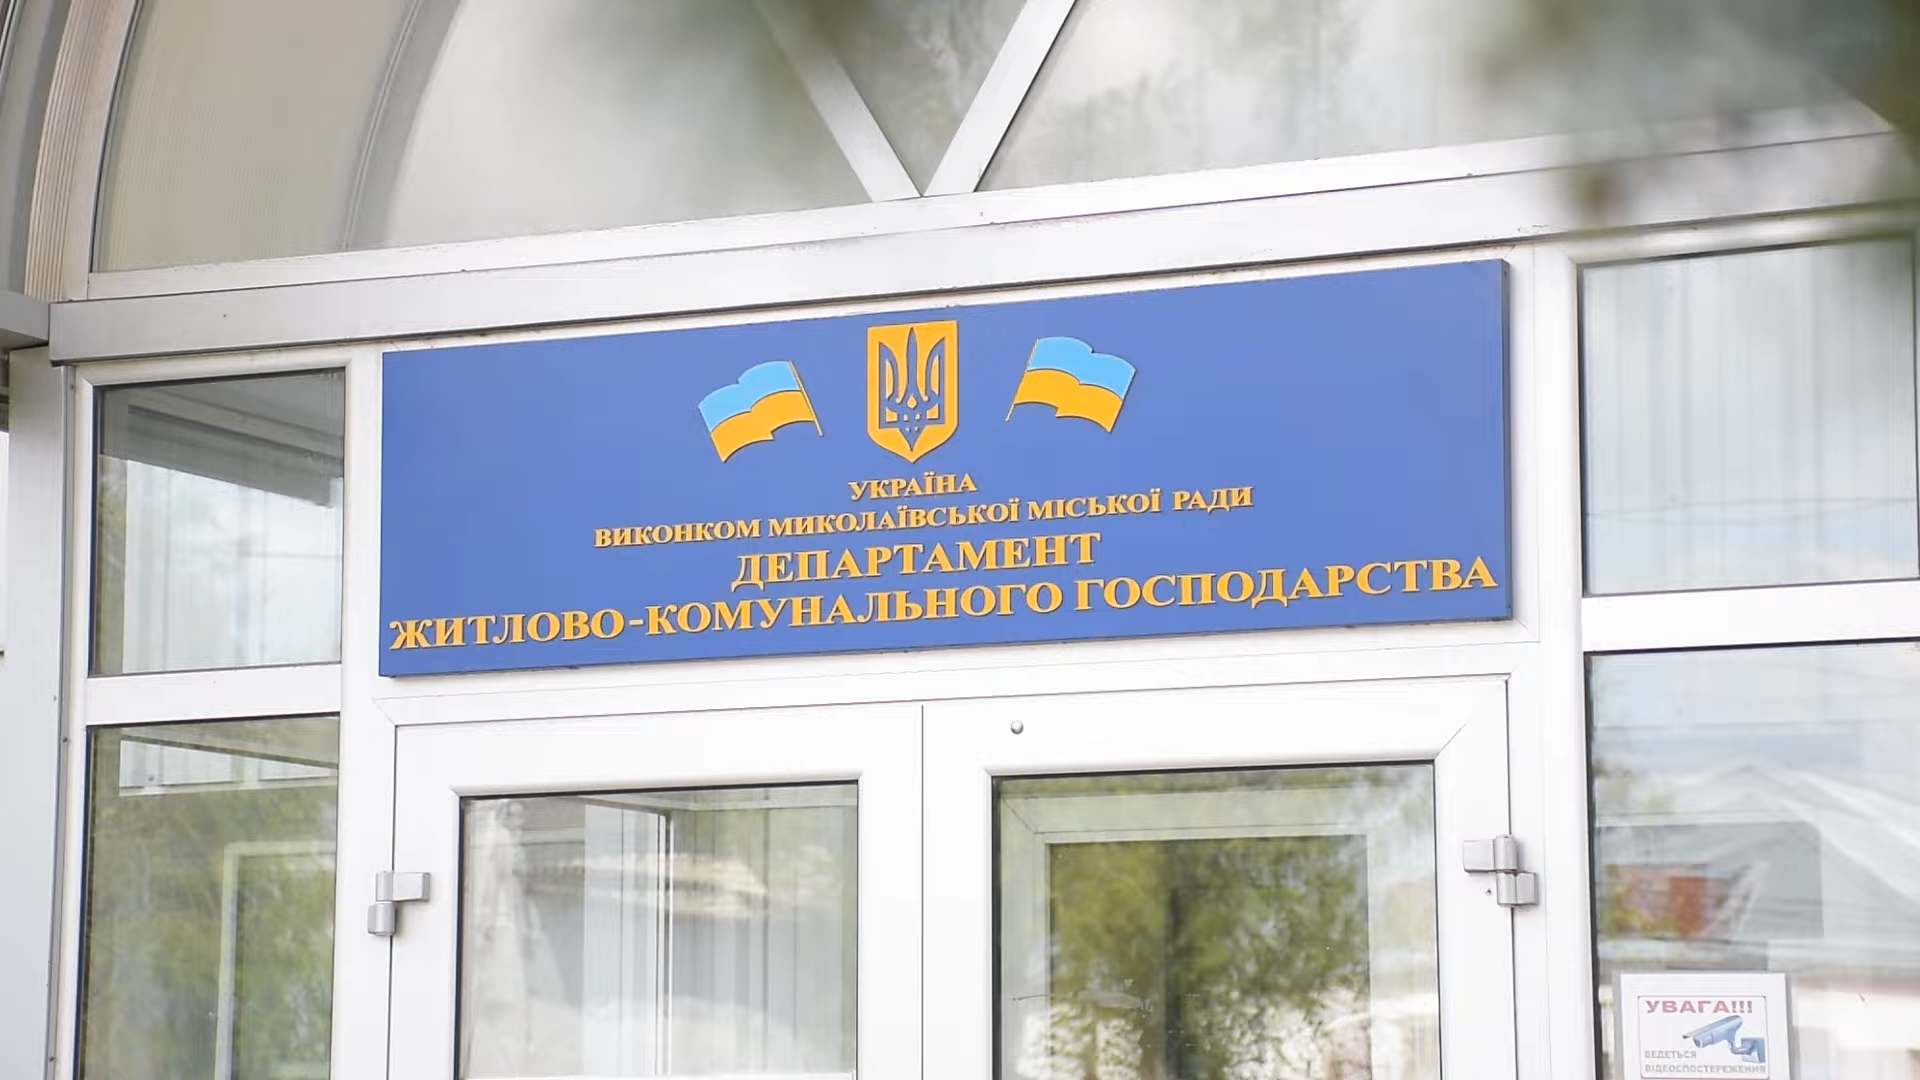 УКРАЇНА
ВИКОНКОМ МИКОЛАЇВСЬКОЇ МІСЬКОЇ РАДИ
ДЕПАРТАМЕНТ
ЖИТЛОВО-КОМУНАЛЬНОГО ГОСПОДАРСТВА
УВАГА!!!
ВЕДЕТЬСЯ
ВІДЕОСПОСТЕРЕЖЕННЯ